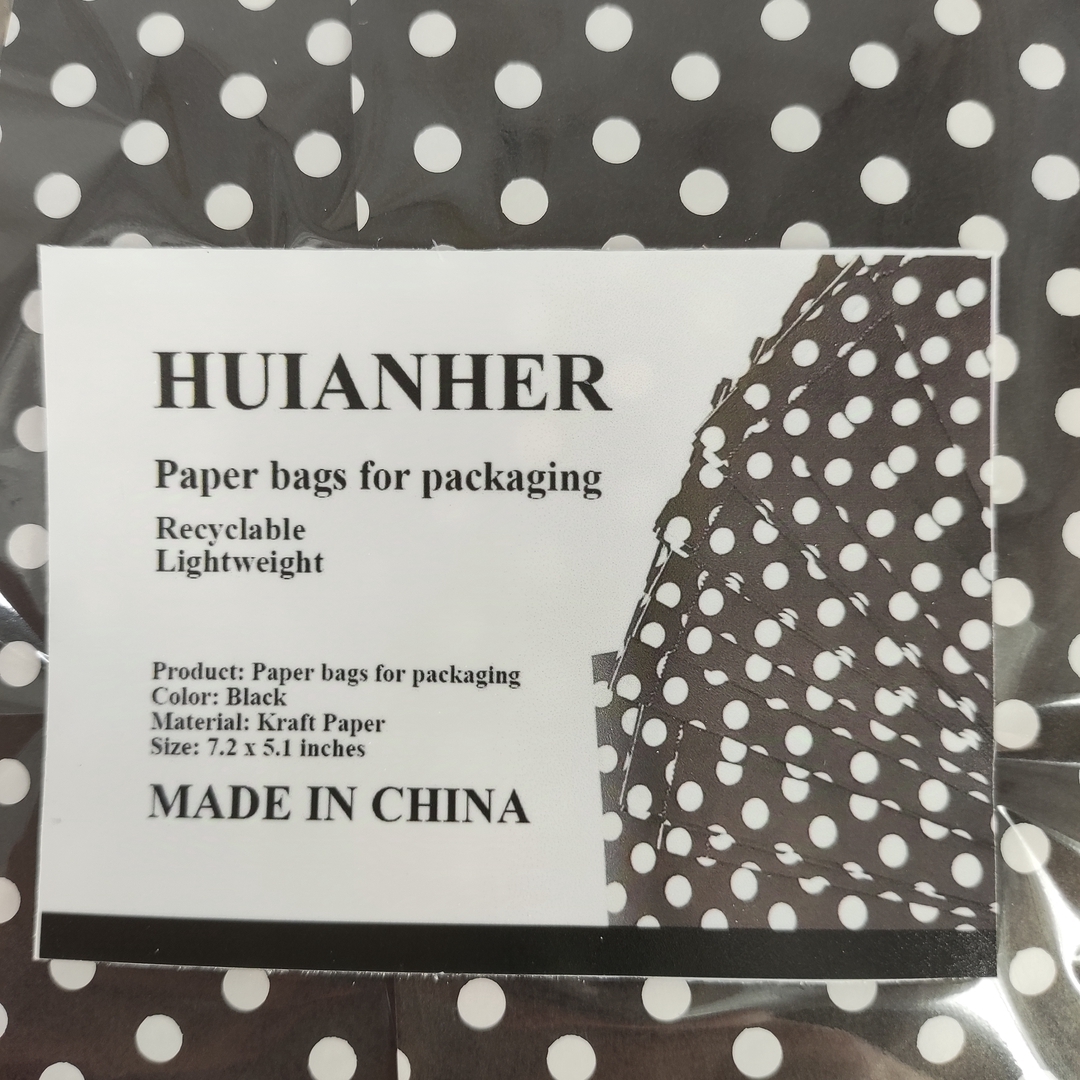 HUIANHER
Paper bags for packaging
Recyclable
Lightweight
Product: Paper bags for packaging
Color: Black
Material: Kraft Paper
Size: 7.2 x 5.1 inches
MADE IN CHINA